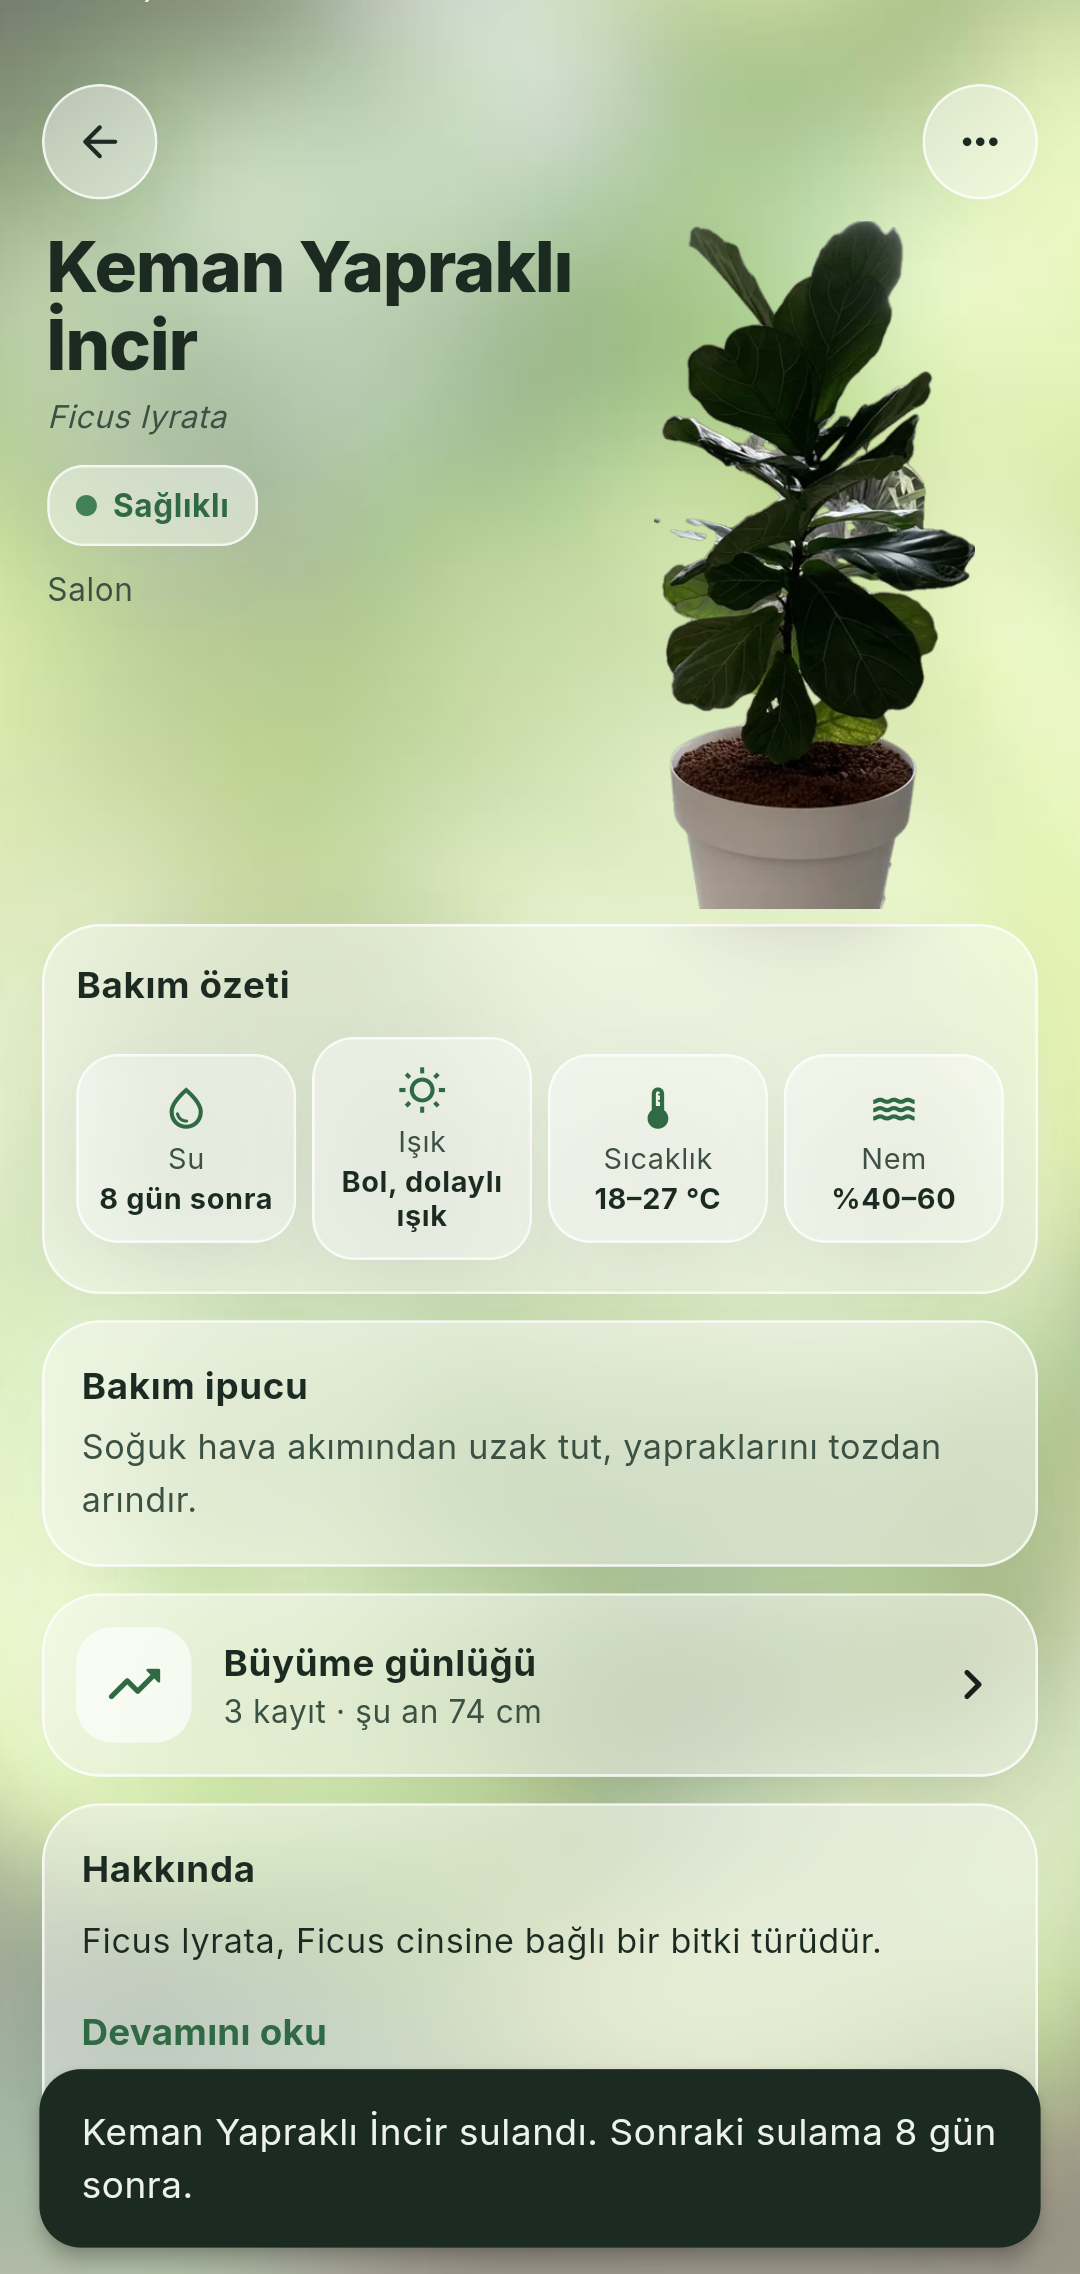 Keman Yapraklı
İncir
Ficus lyrata
Sağlıklı
Salon
Bakım özeti
Su
8 gün sonra
Işık
Bol, dolaylı
ışık
Sıcaklık
18–27 °C
Nem
%40–60
Bakım ipucu
Soğuk hava akımından uzak tut, yapraklarını tozdan
arındır.
Büyüme günlüğü
3 kayıt · şu an 74 cm
Hakkında
Ficus lyrata, Ficus cinsine bağlı bir bitki türüdür.
Devamını oku
Keman Yapraklı İncir sulandı. Sonraki sulama 8 gün
sonra.